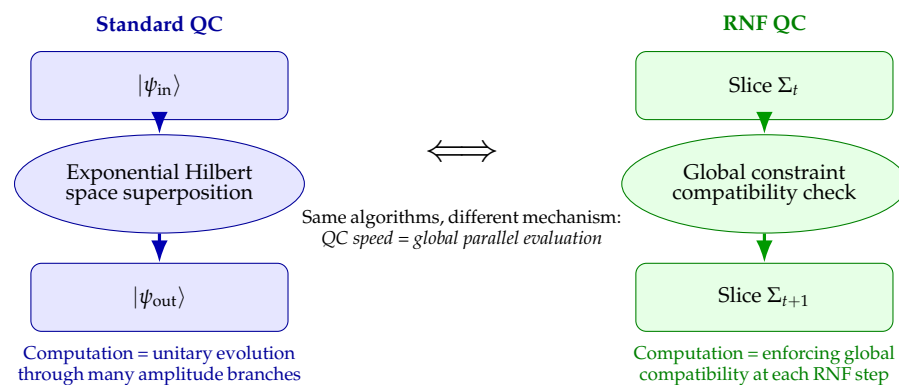 Standard QC
|ψin⟩
Exponential Hilbert
space superposition
|ψout⟩
Computation = unitary evolution
through many amplitude branches
⟺
Same algorithms, different mechanism:
QC speed = global parallel evaluation
RNF QC
Slice Σt
Global constraint
compatibility check
Slice Σt+1
Computation = enforcing global
compatibility at each RNF step